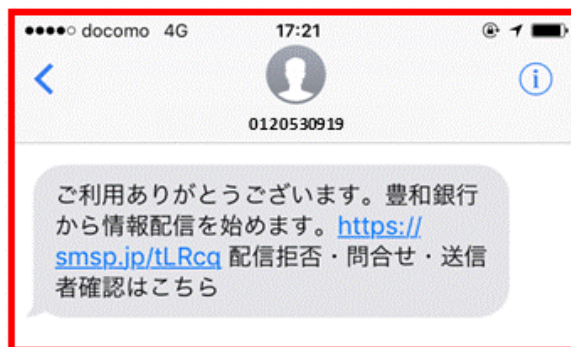 docomo 4G 17:21
0120530919
ご利用ありがとうございます。豊和銀行
から情報配信を始めます。https://
smsp.jp/tLRcq 配信拒否・問合せ・送信
者確認はこちら